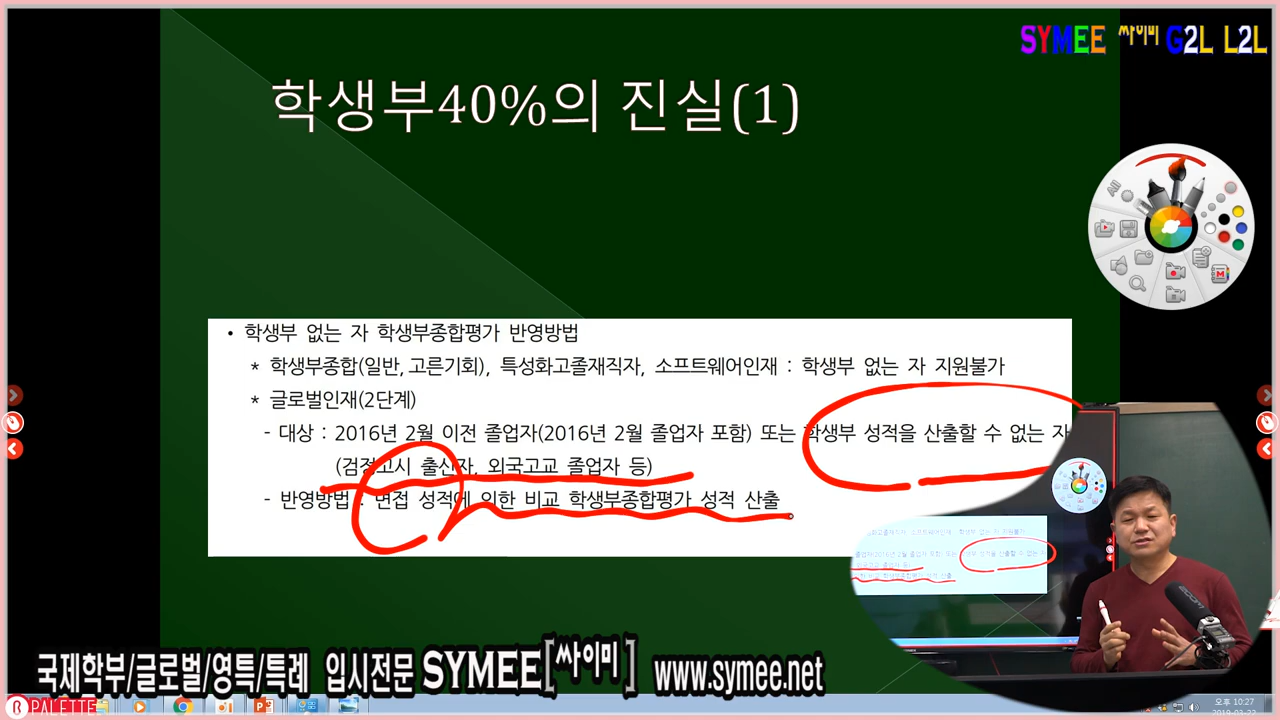 SYMEE 싸이미 G2L L2L
학생부40%의 진실(1)
All
• 학생부 없는 자 학생부종합평가 반영방법
* 학생부종합(일반, 고른기회), 특성화고졸재직자, 소프트웨어인재 : 학생부 없는 자 지원불가
* 글로벌인재(2단계)
- 대상 : 2016년 2월 이전 졸업자(2016년 2월 졸업자 포함) 또는 학생부 성적을 산출할 수 없는 자
(검정고시 출신자, 외국고교 졸업자 등)
- 반영방법 : 면접 성적에 의한 비교 학생부종합평가 성적 산출
국제학부/글로벌/영특/특례 입시전문 SYMEE[싸이미] www.symee.net
R PALETTE
오후 10:27